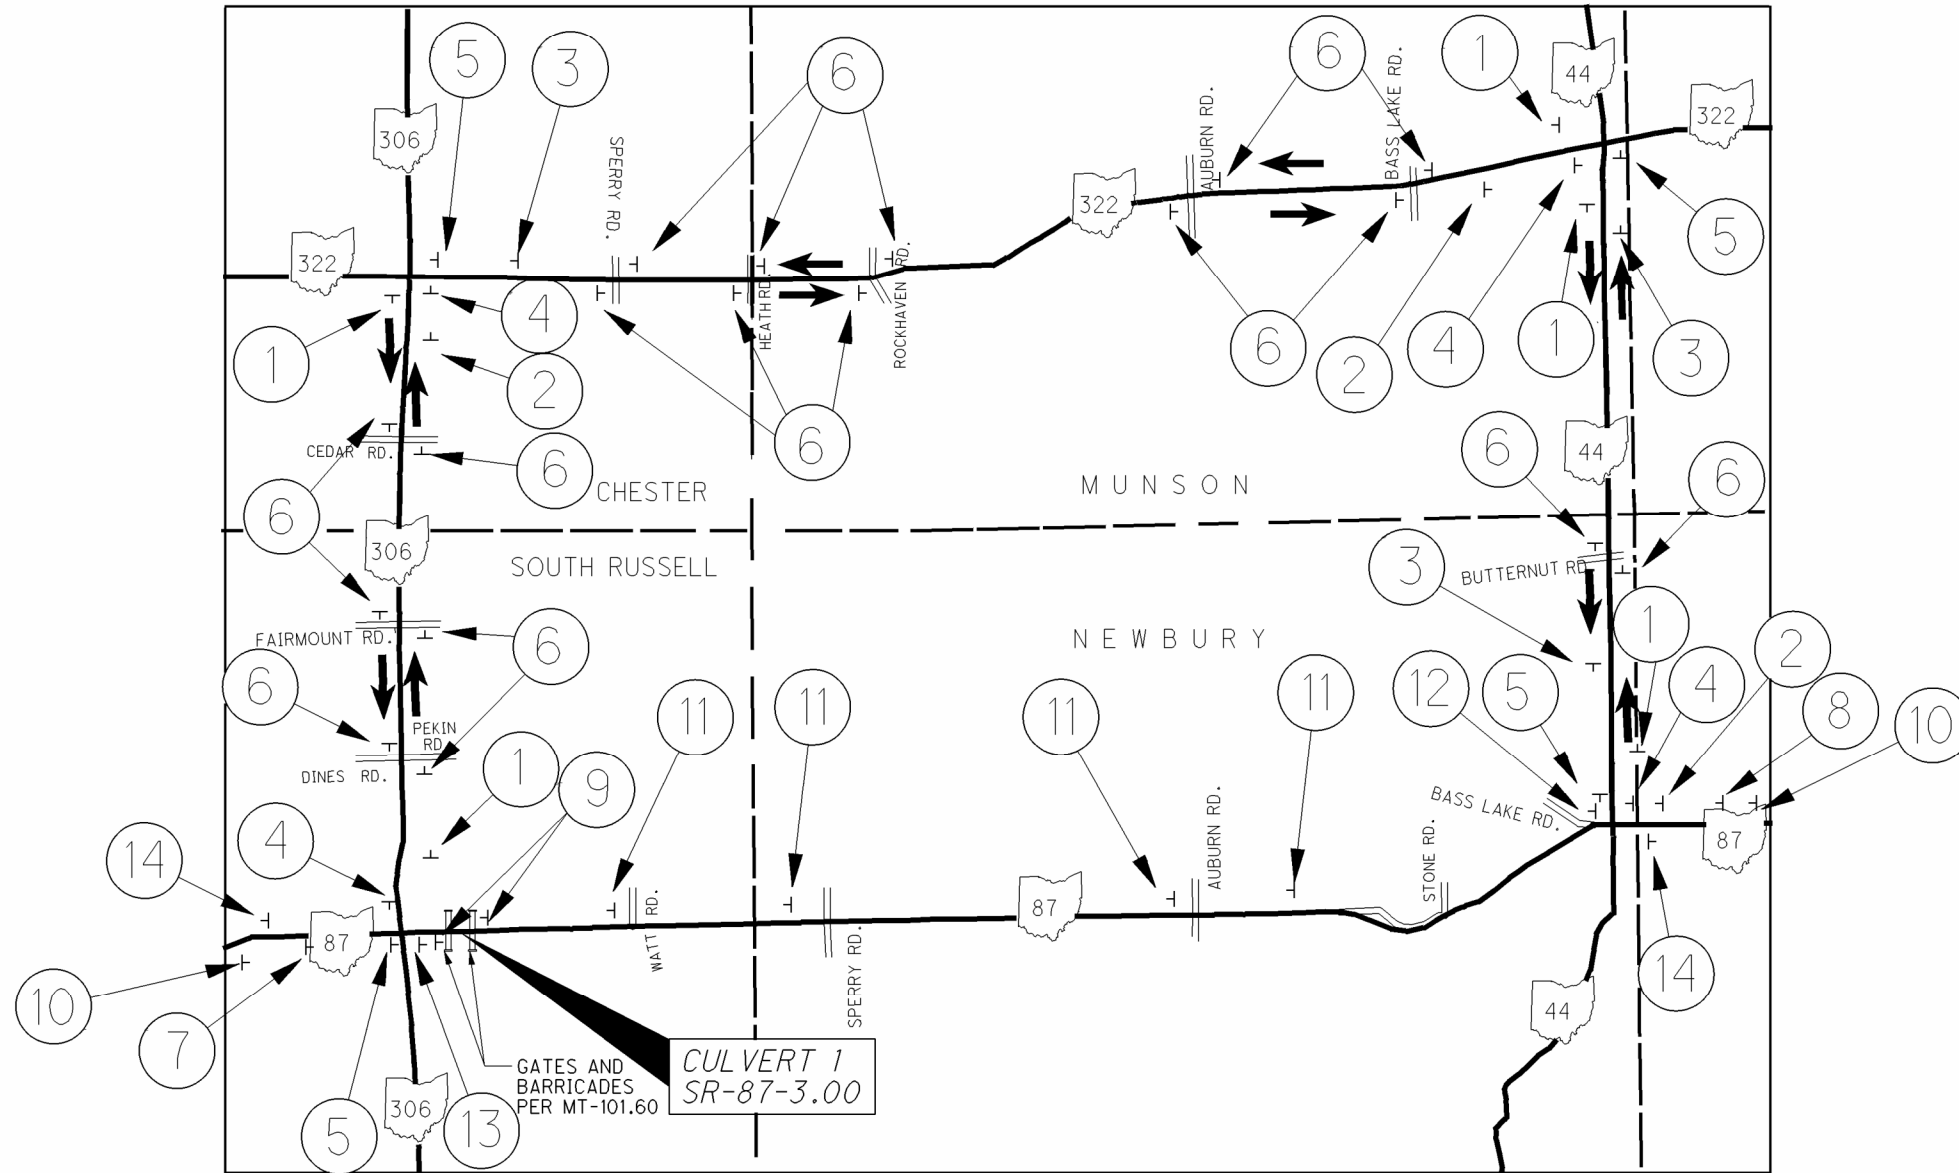 5
3
6
6
1
44
322
306
SPERRY RD.
AUBURN RD.
BASS LAKE RD.
322
322
5
1
4
HEATH RD.
ROCKHAVEN RD.
6
2
4
1
3
2
6
6
CEDAR RD.
6
44
6
6
6
CHESTER
MUNSON
306
SOUTH RUSSELL
3
BUTTERNUT RD
FAIRMOUNT RD.
6
NEWBURY
1
2
6
11
11
11
11
12
5
4
8
10
PEKIN
RD
DINES RD.
1
9
BASS LAKE RD.
14
4
AUBURN RD.
STONE RD.
87
87
87
WATT RD.
SPERRY RD.
14
10
7
44
GATES AND
BARRICADES
PER MT-101.60
CULVERT 1
SR-87-3.00
306
5
13